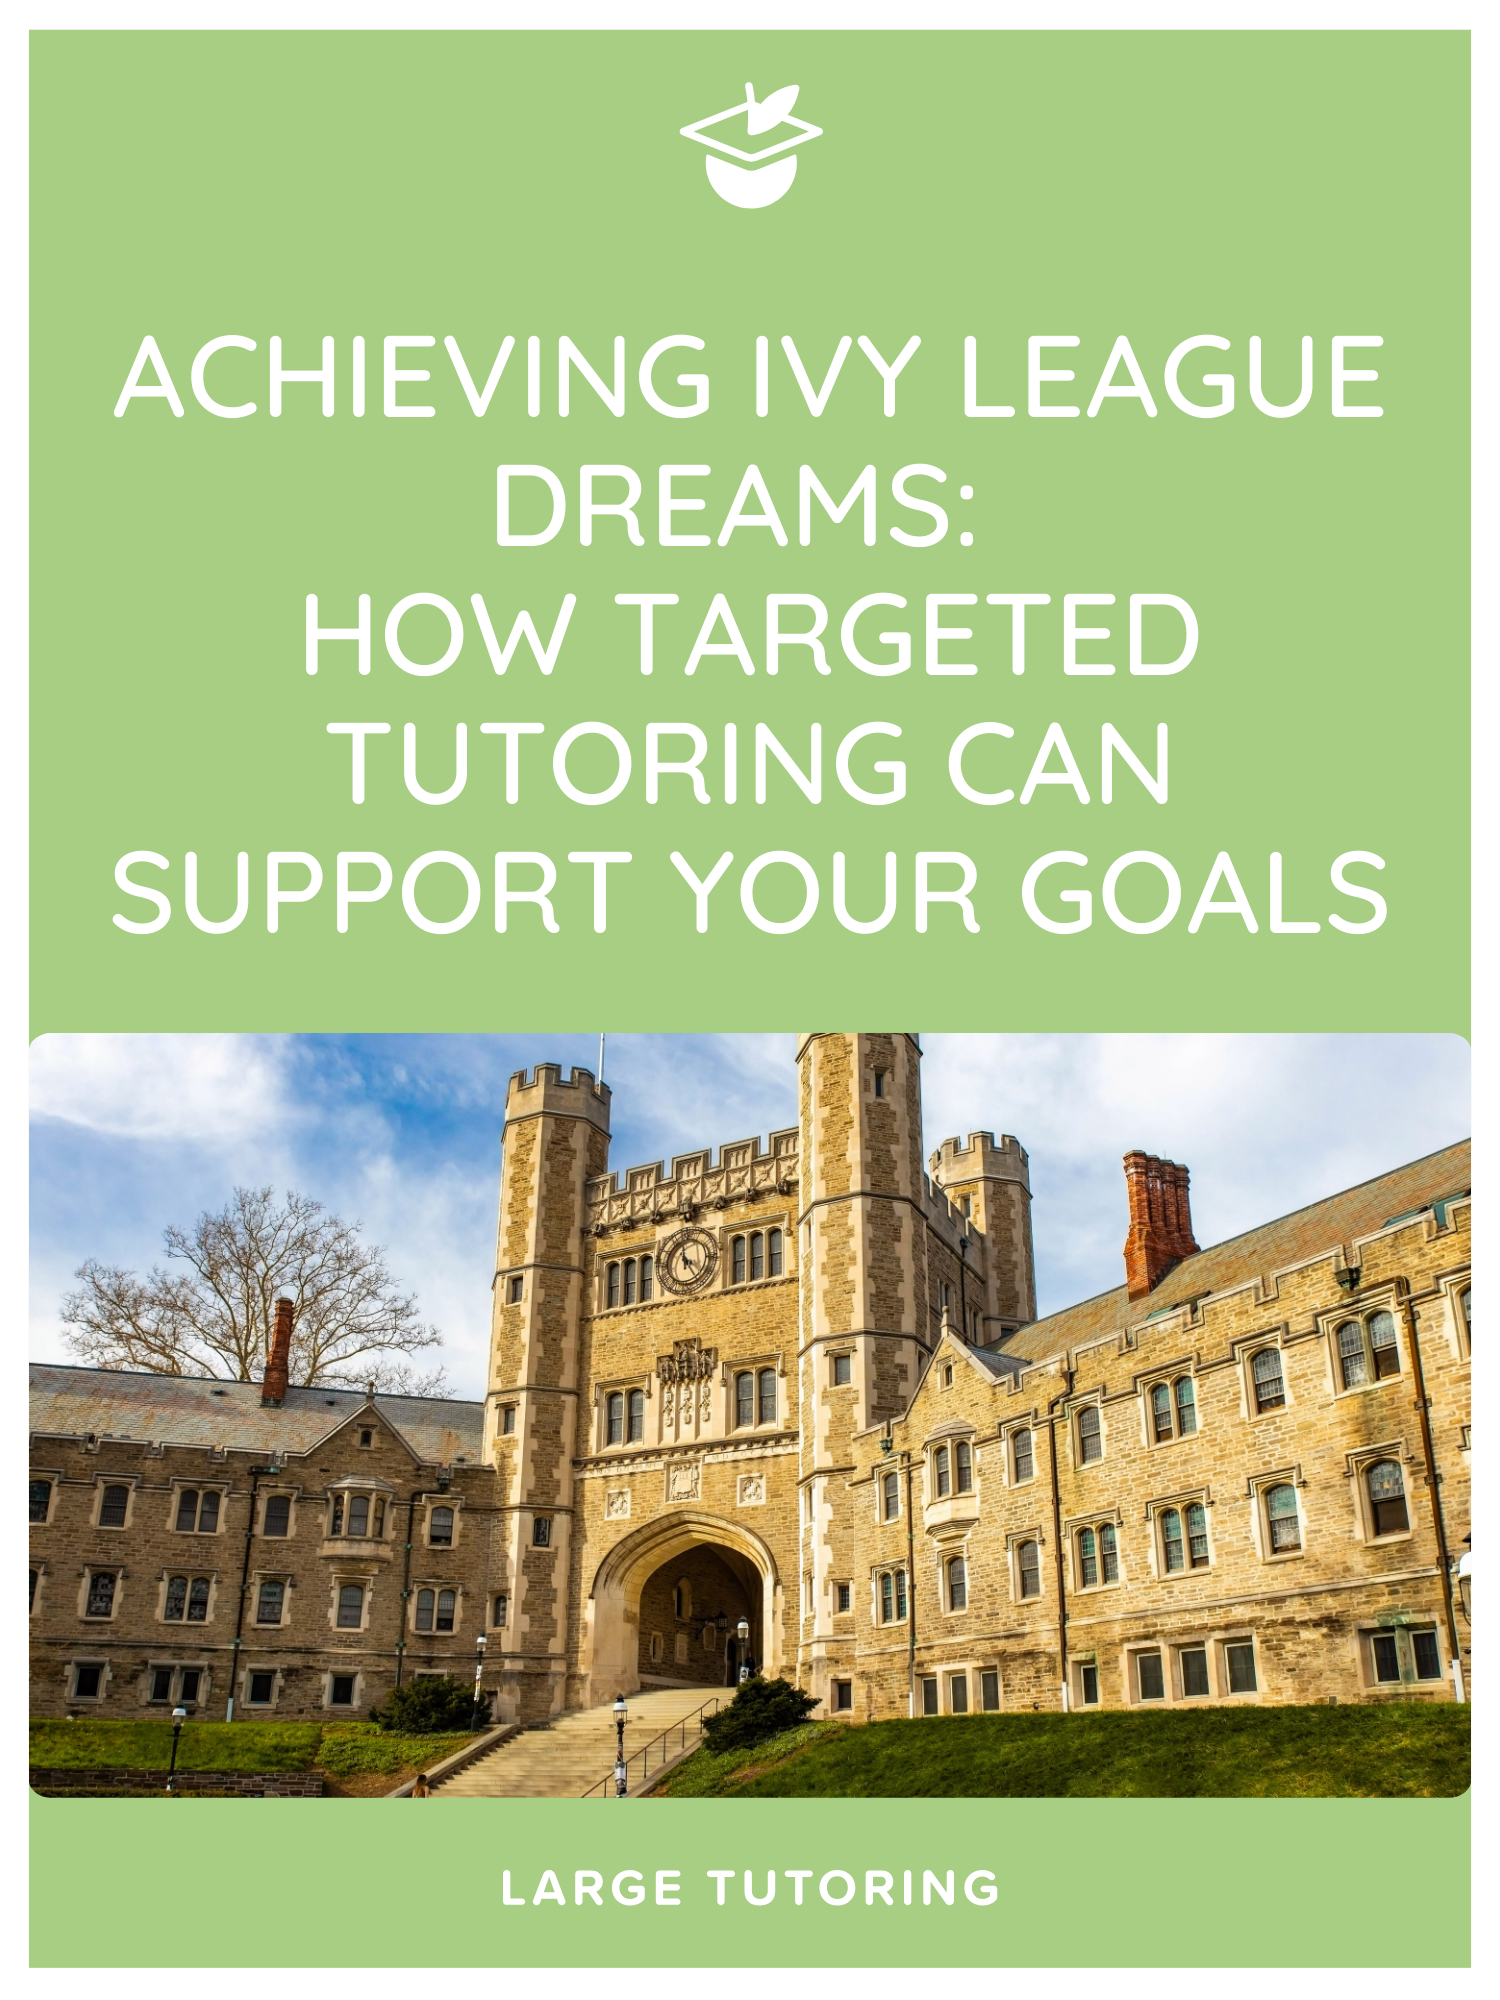 ACHIEVING IVY LEAGUE
DREAMS:
HOW TARGETED
TUTORING CAN
SUPPORT YOUR GOALS
LARGE TUTORING